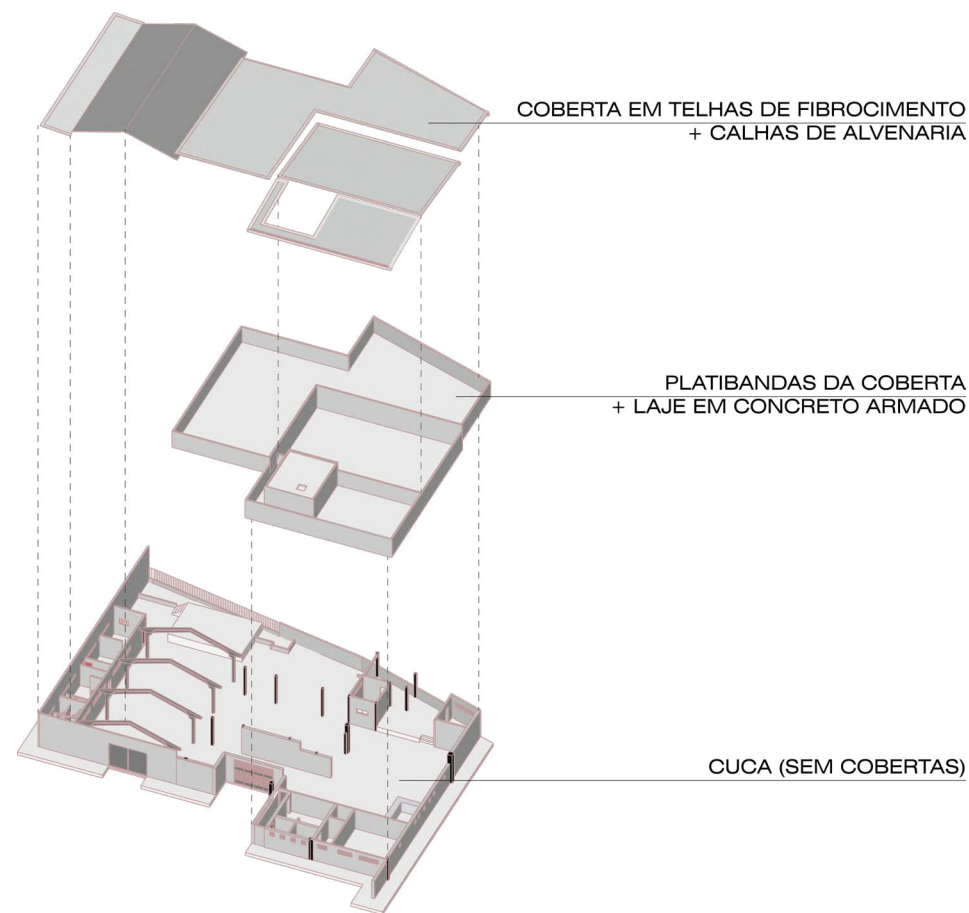 COBERTA EM TELHAS DE FIBROCIMENTO
+ CALHAS DE ALVENARIA
PLATIBANDAS DA COBERTA
+ LAJE EM CONCRETO ARMADO
CUCA (SEM COBERTAS)